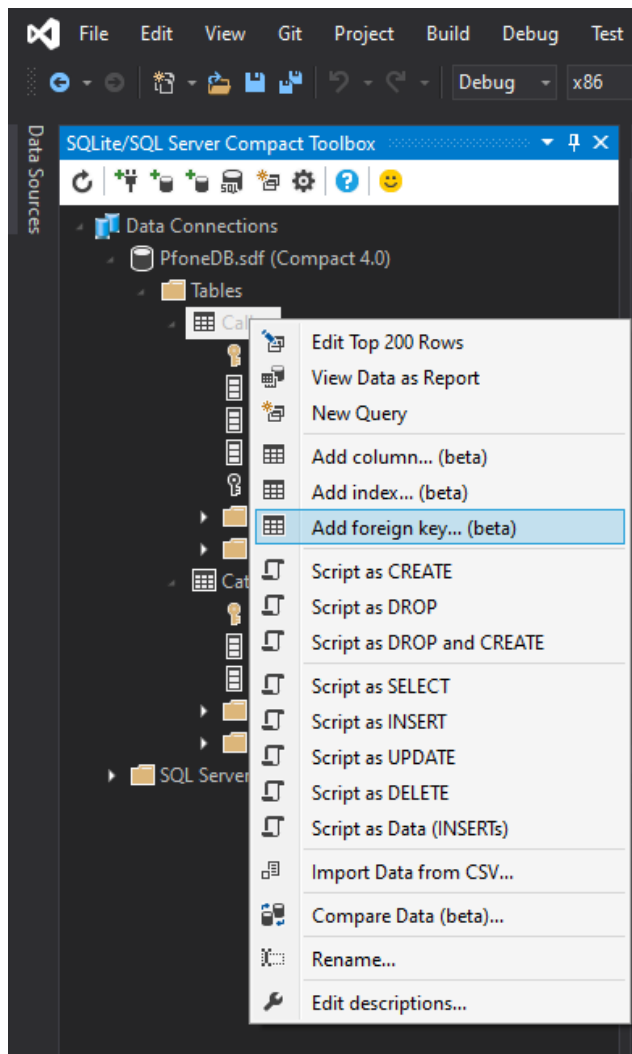 File Edit View Git Project Build Debug Test
Debug x86
Data Sources
SQLite/SQL Server Compact Toolbox
SQL
Data Connections
PfoneDB.sdf (Compact 4.0)
Tables
Edit Top 200 Rows
View Data as Report
New Query
Add column... (beta)
Add index... (beta)
Add foreign key... (beta)
Script as CREATE
Script as DROP
Script as DROP and CREATE
Script as SELECT
Script as INSERT
Script as UPDATE
Script as DELETE
Script as Data (INSERTs)
SQL Server
Import Data from CSV...
Compare Data (beta)...
Rename...
Edit descriptions...